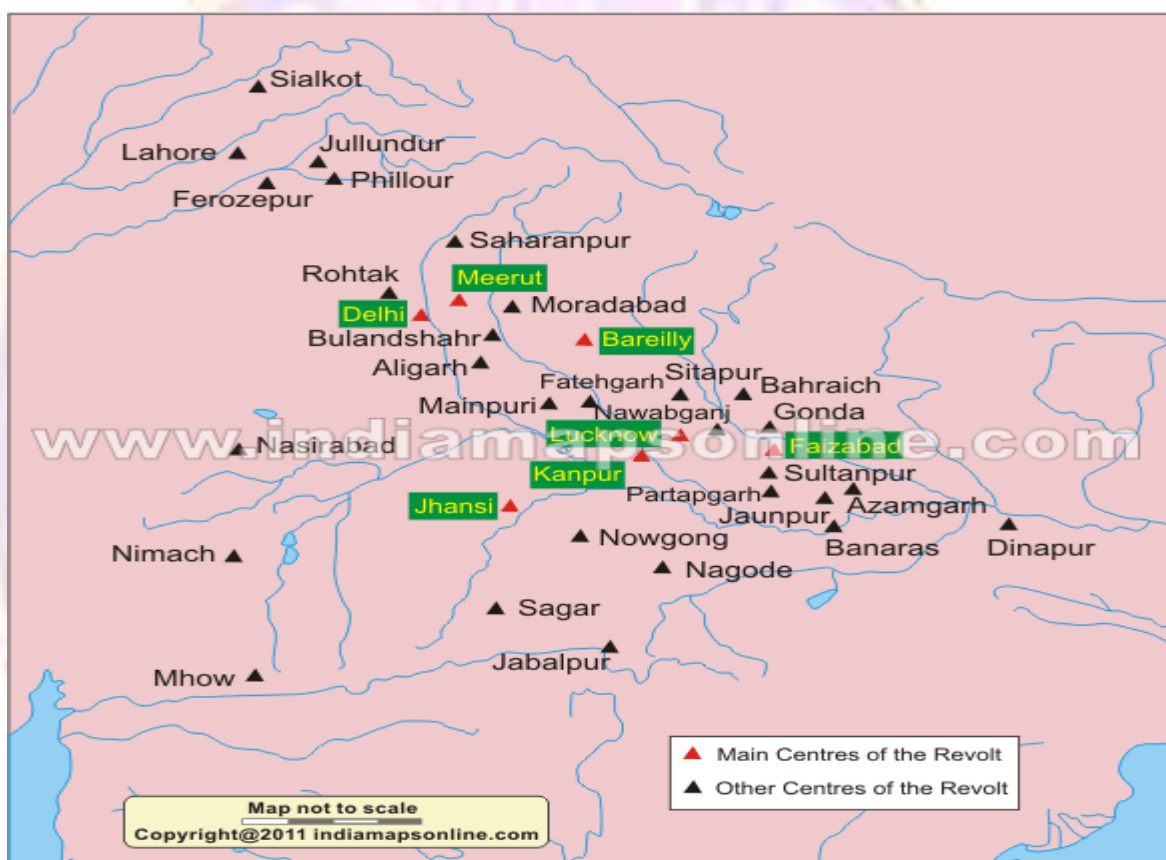 Sialkot
Jullundur
Lahore
Phillour
Ferozepur
Saharanpur
Rohtak
Meerut
Moradabad
Delhi
Bulandshahr
Bareilly
Aligarh
Fatehgarh
Sitapur
Bahraich
Mainpuri
Nawabganj
Gonda
www.indiamapsonline.com
Nasirabad
Lucknow
Faizabad
Kanpur
Sultanpur
Partapgarh
Jhansi
Azamgarh
Jaunpur
Nowgong
Banaras
Dinapur
Nimach
Nagode
Sagar
Jabalpur
Mhow
Main Centres of the Revolt
Other Centres of the Revolt
Map not to scale
Copyright@2011 indiamapsonline.com